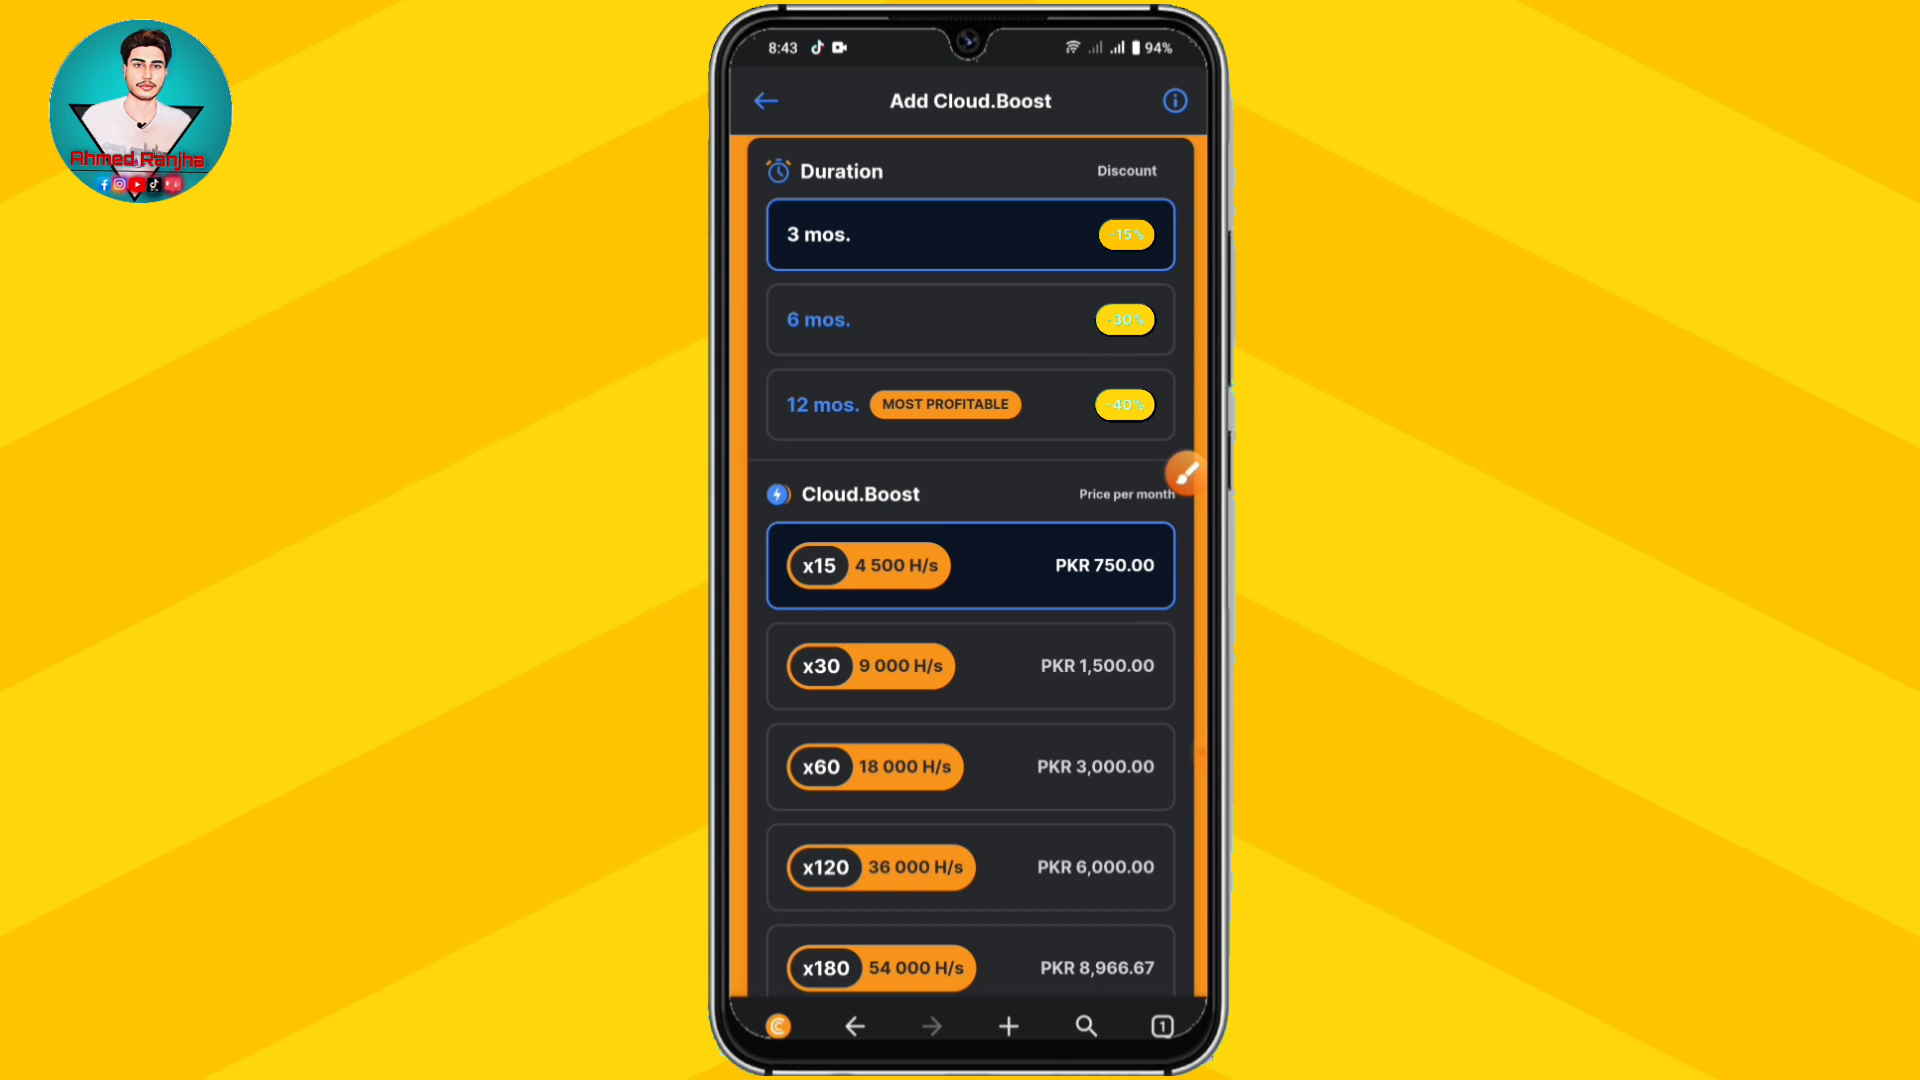 Ahmed Ranjha
8:43
94%
Add Cloud.Boost
Duration
Discount
3 mos.
-15%
6 mos.
-30%
12 mos.
MOST PROFITABLE
-40%
Cloud.Boost
Price per month
x15 4 500 H/s
PKR 750.00
x30 9 000 H/s
PKR 1,500.00
x60 18 000 H/s
PKR 3,000.00
x120 36 000 H/s
PKR 6,000.00
x180 54 000 H/s
PKR 8,966.67
1